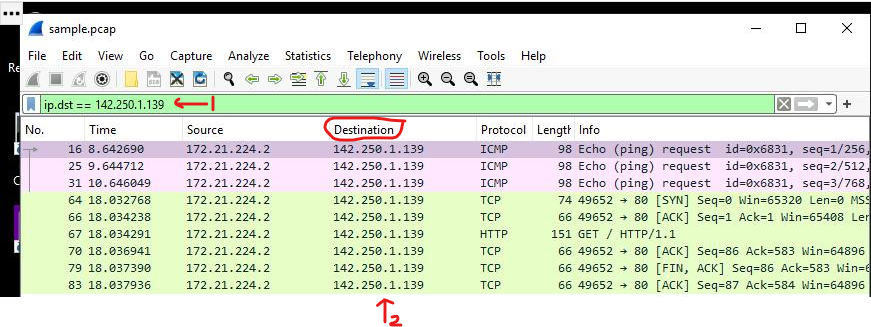 sample.pcap
File Edit View Go Capture Analyze Statistics Telephony Wireless Tools Help
Re
ip.dst == 142.250.1.139 1
No. Time Source Destination Protocol Length Info
16 8.642690 172.21.224.2 142.250.1.139 ICMP 98 Echo (ping) request id=0x6831, seq=1/256,
25 9.644712 172.21.224.2 142.250.1.139 ICMP 98 Echo (ping) request id=0x6831, seq=2/512,
31 10.646049 172.21.224.2 142.250.1.139 ICMP 98 Echo (ping) request id=0x6831, seq=3/768,
64 18.032768 172.21.224.2 142.250.1.139 TCP 74 49652 → 80 [SYN] Seq=0 Win=65320 Len=0 MSS
66 18.034238 172.21.224.2 142.250.1.139 TCP 66 49652 → 80 [ACK] Seq=1 Ack=1 Win=65408 Len
67 18.034291 172.21.224.2 142.250.1.139 HTTP 151 GET / HTTP/1.1
70 18.036941 172.21.224.2 142.250.1.139 TCP 66 49652 → 80 [ACK] Seq=86 Ack=583 Win=64896
79 18.037390 172.21.224.2 142.250.1.139 TCP 66 49652 → 80 [FIN, ACK] Seq=86 Ack=583 Win=6
83 18.037936 172.21.224.2 142.250.1.139 TCP 66 49652 → 80 [ACK] Seq=87 Ack=584 Win=64896
2